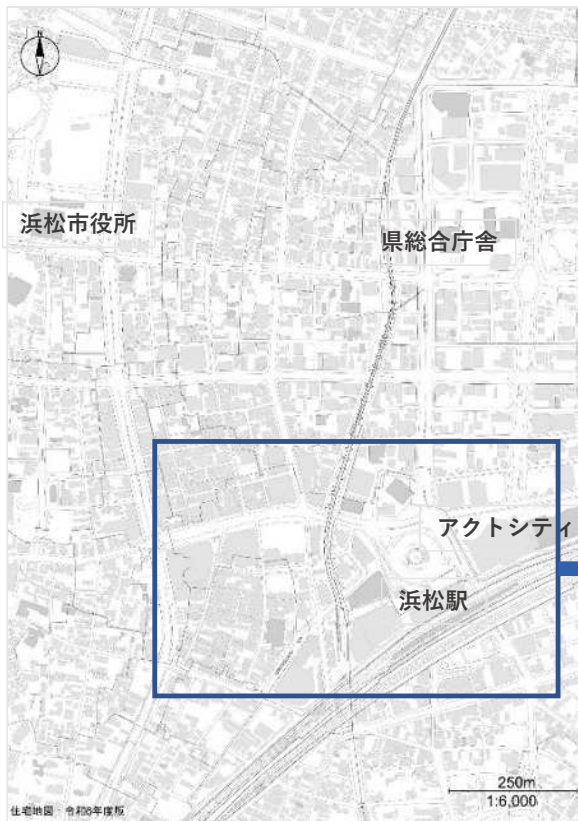 N
浜松市役所
県総合庁舎
アクトシティ
浜松駅
250m
1:6,000
住宅地図 令和6年度版